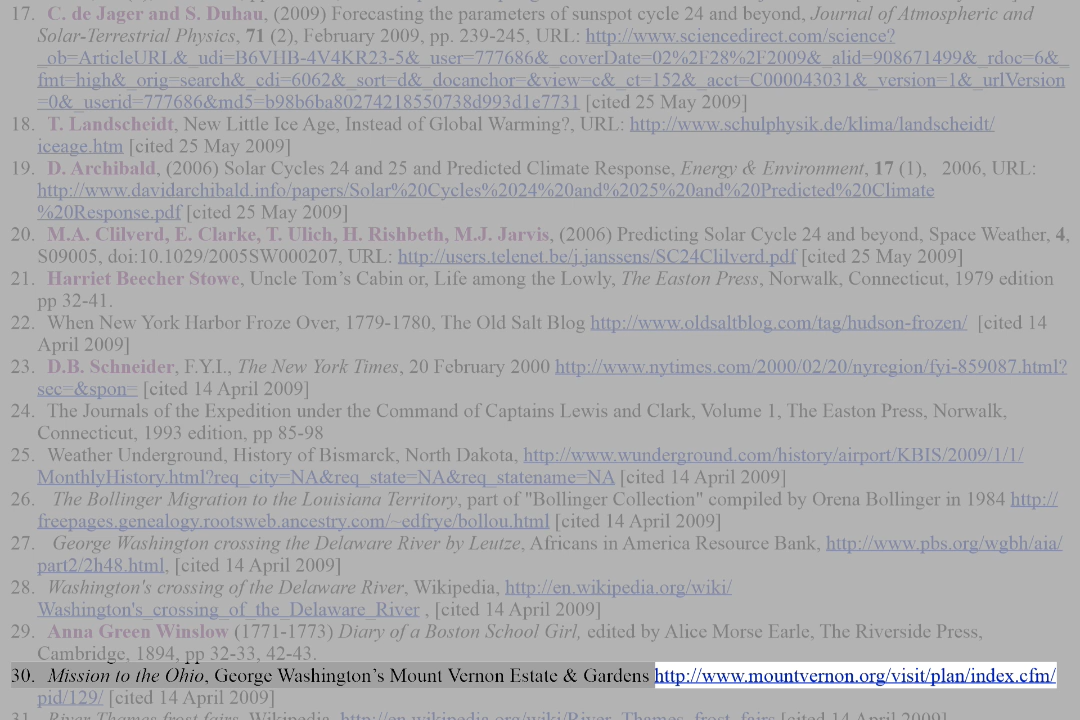 17. C. de Jager and S. Duhau, (2009) Forecasting the parameters of sunspot cycle 24 and beyond, Journal of Atmospheric and
Solar-Terrestrial Physics, 71 (2), February 2009, pp. 239-245, URL: http://www.sciencedirect.com/science?
_ob=ArticleURL&_udi=B6VHB-4V4KR23-5&_user=777686&_coverDate=02%2F28%2F2009&_alid=908671499&_rdoc=6&_
fmt=high&_orig=search&_cdi=6062&_sort=d&_docanchor=&view=c&_ct=152&_acct=C000043031&_version=1&_urlVersion
=0&_userid=777686&md5=b98b6ba80274218550738d993d1e7731 [cited 25 May 2009]
18. T. Landscheidt, New Little Ice Age, Instead of Global Warming?, URL: http://www.schulphysik.de/klima/landscheidt/
iceage.htm [cited 25 May 2009]
19. D. Archibald, (2006) Solar Cycles 24 and 25 and Predicted Climate Response, Energy & Environment, 17 (1), 2006, URL:
http://www.davidarchibald.info/papers/Solar%20Cycles%2024%20and%2025%20and%20Predicted%20Climate
%20Response.pdf [cited 25 May 2009]
20. M.A. Clilverd, E. Clarke, T. Ulich, H. Rishbeth, M.J. Jarvis, (2006) Predicting Solar Cycle 24 and beyond, Space Weather, 4,
S09005, doi:10.1029/2005SW000207, URL: http://users.telenet.be/j.janssens/SC24Clilverd.pdf [cited 25 May 2009]
21. Harriet Beecher Stowe, Uncle Tom’s Cabin or, Life among the Lowly, The Easton Press, Norwalk, Connecticut, 1979 edition
pp 32-41.
22. When New York Harbor Froze Over, 1779-1780, The Old Salt Blog http://www.oldsaltblog.com/tag/hudson-frozen/ [cited 14
April 2009]
23. D.B. Schneider, F.Y.I., The New York Times, 20 February 2000 http://www.nytimes.com/2000/02/20/nyregion/fyi-859087.html?
sec=&spon= [cited 14 April 2009]
24. The Journals of the Expedition under the Command of Captains Lewis and Clark, Volume 1, The Easton Press, Norwalk,
Connecticut, 1993 edition, pp 85-98
25. Weather Underground, History of Bismarck, North Dakota, http://www.wunderground.com/history/airport/KBIS/2009/1/1/
MonthlyHistory.html?req_city=NA&req_state=NA&req_statename=NA [cited 14 April 2009]
26. The Bollinger Migration to the Louisiana Territory, part of "Bollinger Collection" compiled by Orena Bollinger in 1984 http://
freepages.genealogy.rootsweb.ancestry.com/~edfrye/bollou.html [cited 14 April 2009]
27. George Washington crossing the Delaware River by Leutze, Africans in America Resource Bank, http://www.pbs.org/wgbh/aia/
part2/2h48.html, [cited 14 April 2009]
28. Washington's crossing of the Delaware River, Wikipedia, http://en.wikipedia.org/wiki/
Washington's_crossing_of_the_Delaware_River , [cited 14 April 2009]
29. Anna Green Winslow (1771-1773) Diary of a Boston School Girl, edited by Alice Morse Earle, The Riverside Press,
Cambridge, 1894, pp 32-33, 42-43.
30. Mission to the Ohio, George Washington’s Mount Vernon Estate & Gardens http://www.mountvernon.org/visit/plan/index.cfm/
pid/129/ [cited 14 April 2009]
31. River Thames frost fairs, Wikipedia, http://en.wikipedia.org/wiki/River_Thames_frost_fairs [cited 14 April 2009]